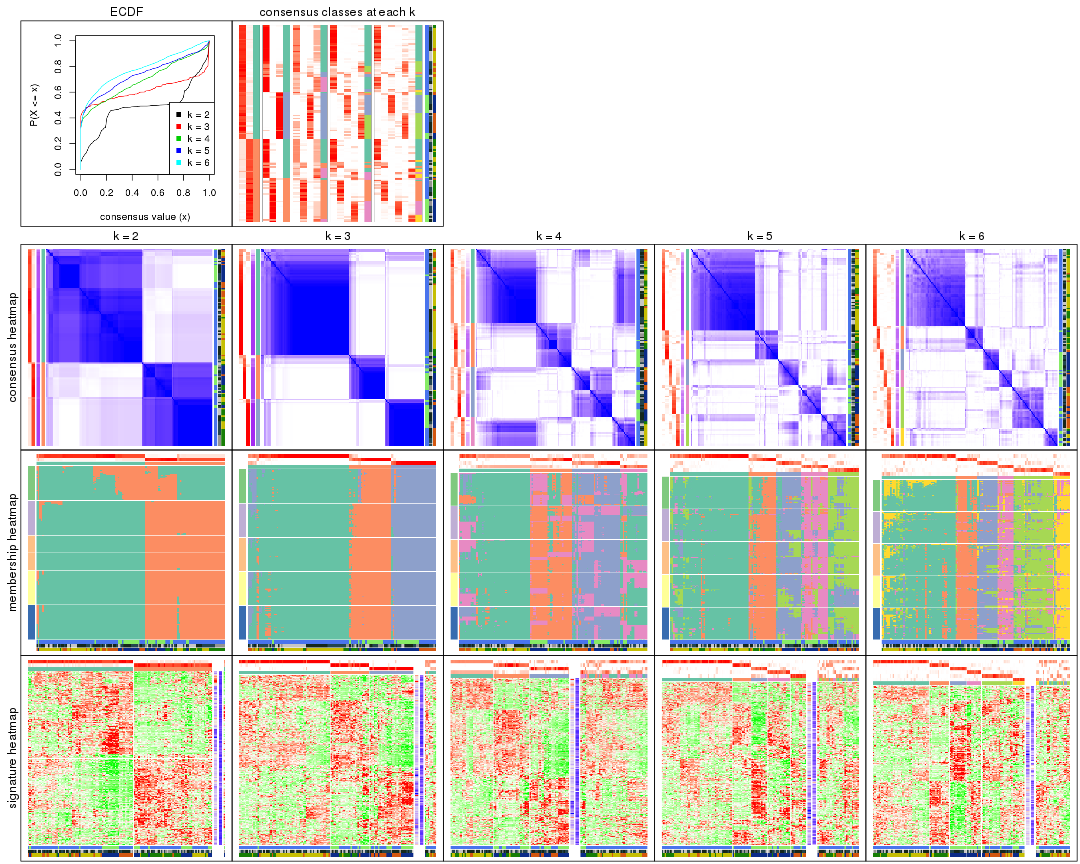 ECDF
consensus classes at each k
P(X <= x)
0.0 0.2 0.4 0.6 0.8 1.0
k = 2
k = 3
k = 4
k = 5
k = 6
0.0 0.2 0.4 0.6 0.8 1.0
consensus value (x)
k = 2
k = 3
k = 4
k = 5
k = 6
consensus heatmap
membership heatmap
signature heatmap